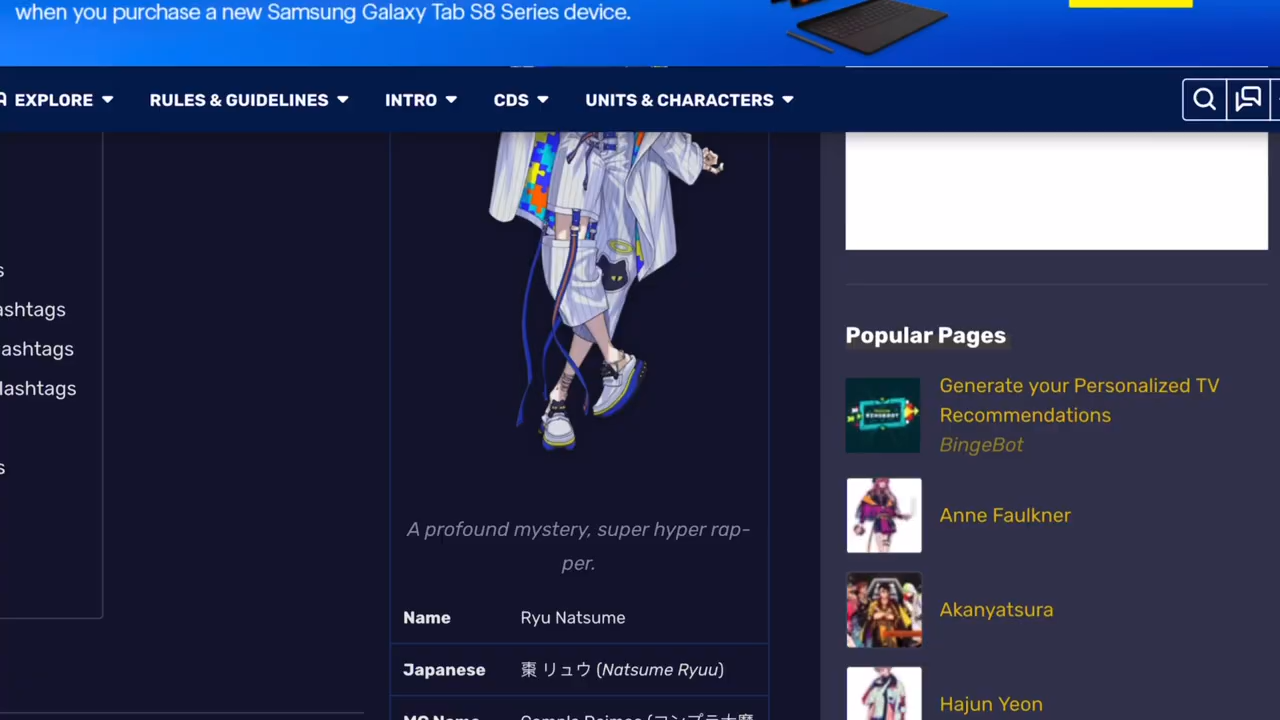 when you purchase a new Samsung Galaxy Tab S8 Series device.
EXPLORE
RULES & GUIDELINES
INTRO
CDS
UNITS & CHARACTERS
s
ashtags
ashtags
Hashtags
s
A profound mystery, super hyper rap-
per.
Name Ryu Natsume
Japanese 棗 リュウ (Natsume Ryuu)
Popular Pages
Generate your Personalized TV
Recommendations
BingeBot
Anne Faulkner
Akanyatsura
Hajun Yeon